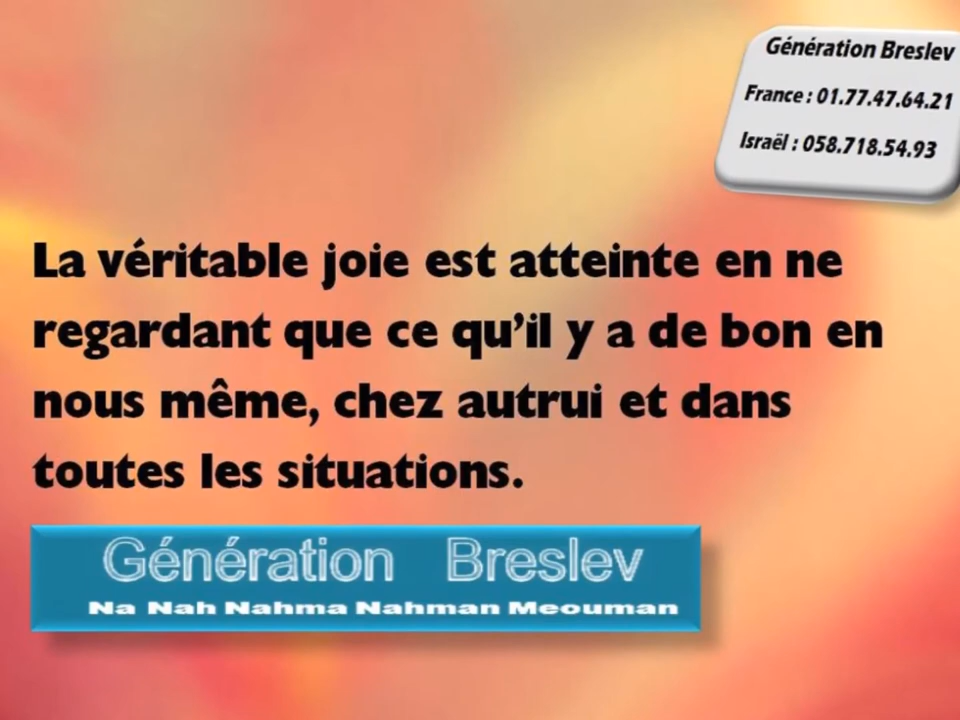 Génération Breslev
France : 01.77.47.64.21
Israël : 058.718.54.93
La véritable joie est atteinte en ne
regardant que ce qu’il y a de bon en
nous même, chez autrui et dans
toutes les situations.
Génération Breslev
Na Nah Nahma Nahman Meouman